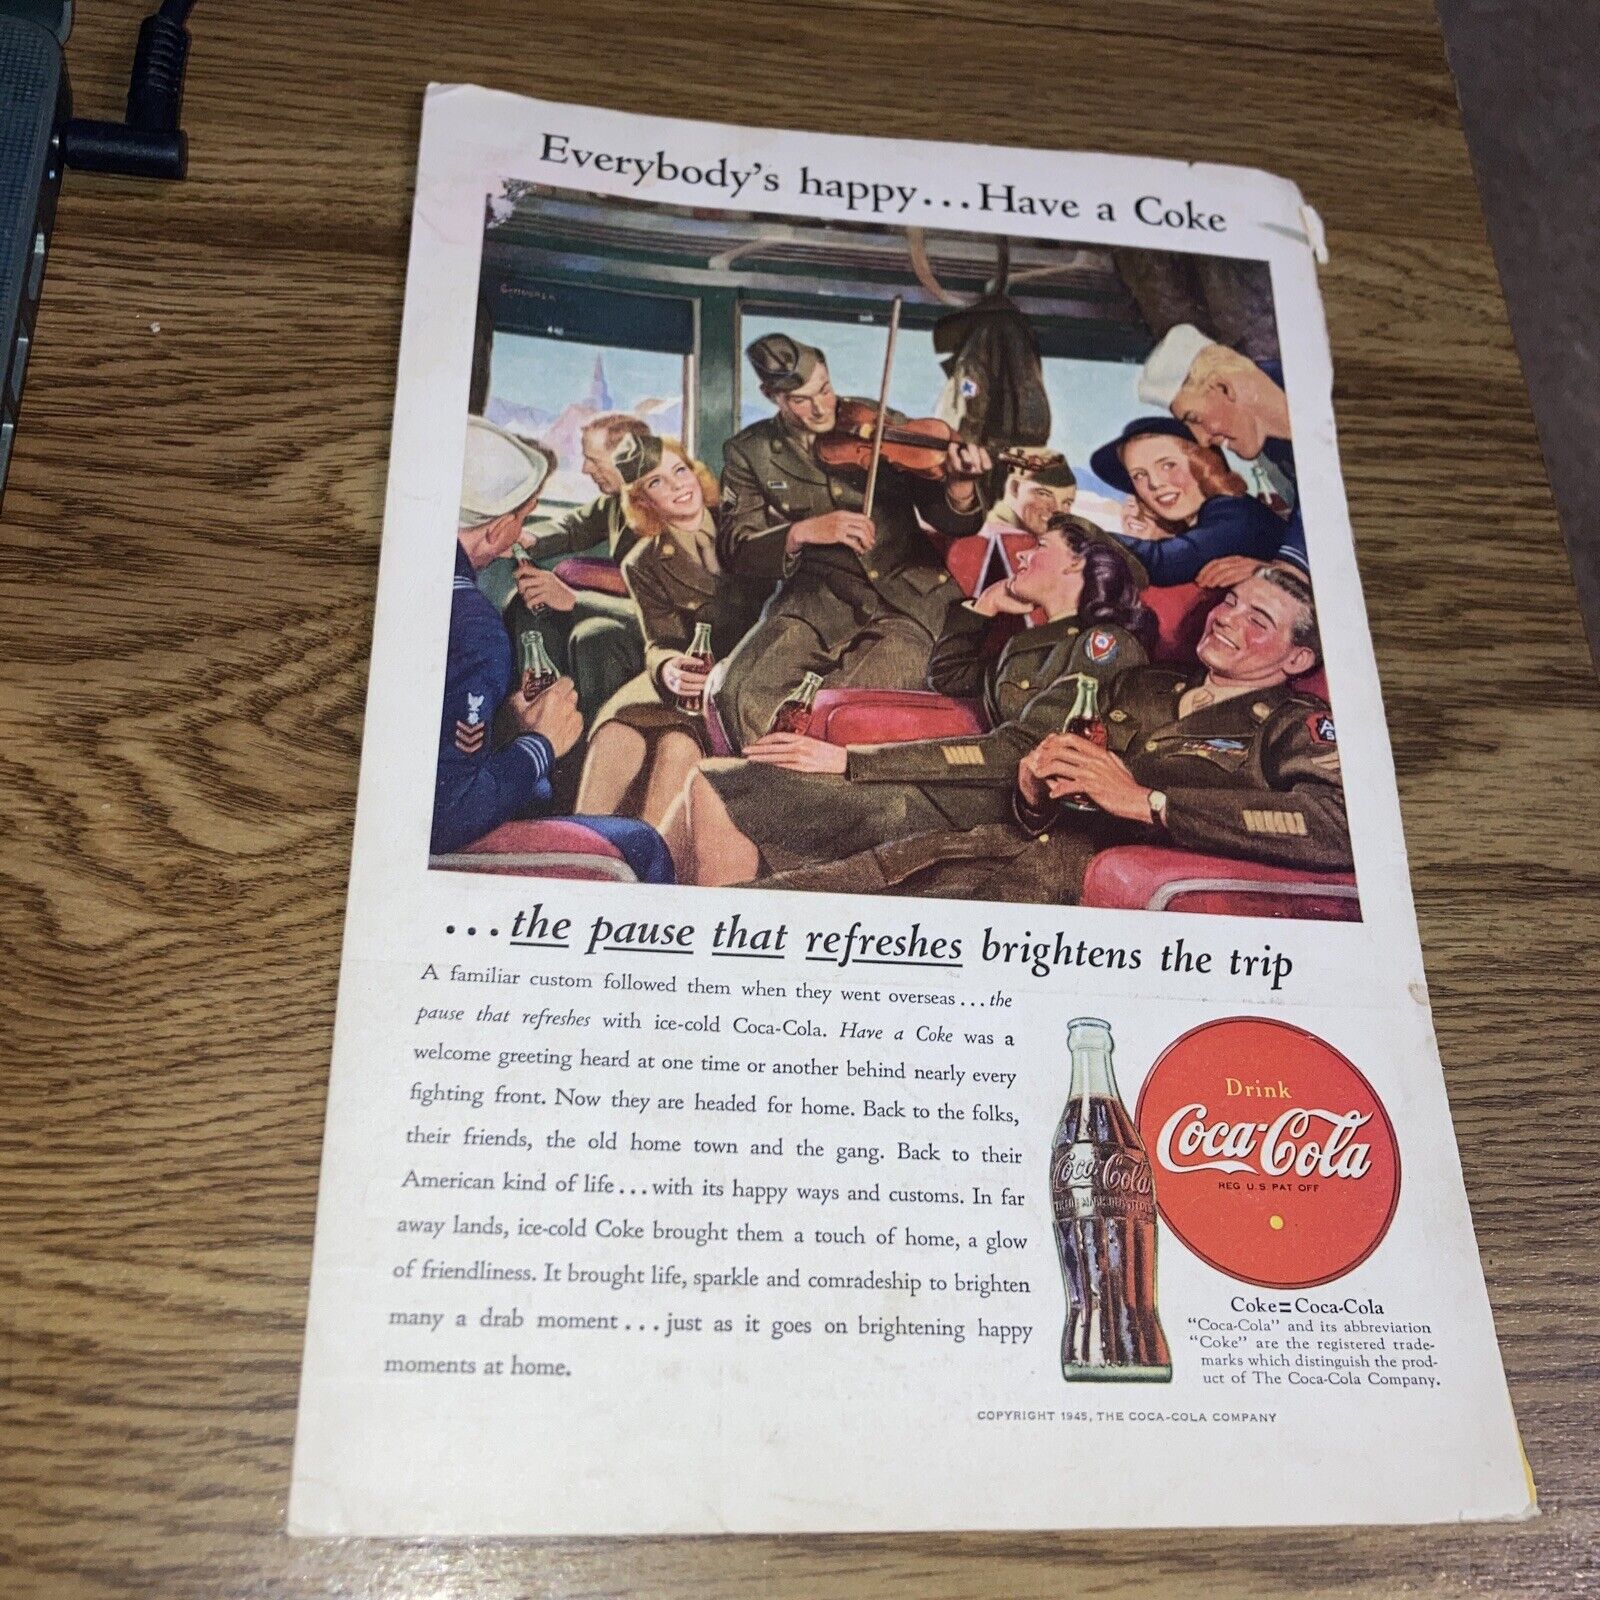 Everybody's happy...Have a Coke
...the pause that refreshes brightens the trip
A familiar custom followed them when they went overseas...the
pause that refreshes with ice-cold Coca-Cola. Have a Coke was a
welcome greeting heard at one time or another behind nearly every
fighting front. Now they are headed for home. Back to the folks,
their friends, the old home town and the gang. Back to their
American kind of life...with its happy ways and customs. In far
away lands, ice-cold Coke brought them a touch of home, a glow
of friendliness. It brought life, sparkle and comradeship to brighten
many a drab moment...just as it goes on brightening happy
moments at home.
Coca-Cola
Drink
Coca-Cola
REG U.S. PAT OFF
Coke=Coca-Cola
"Coca-Cola" and its abbreviation
"Coke" are the registered trade-
marks which distinguish the prod-
uct of The Coca-Cola Company.
COPYRIGHT 1945, THE COCA-COLA COMPANY